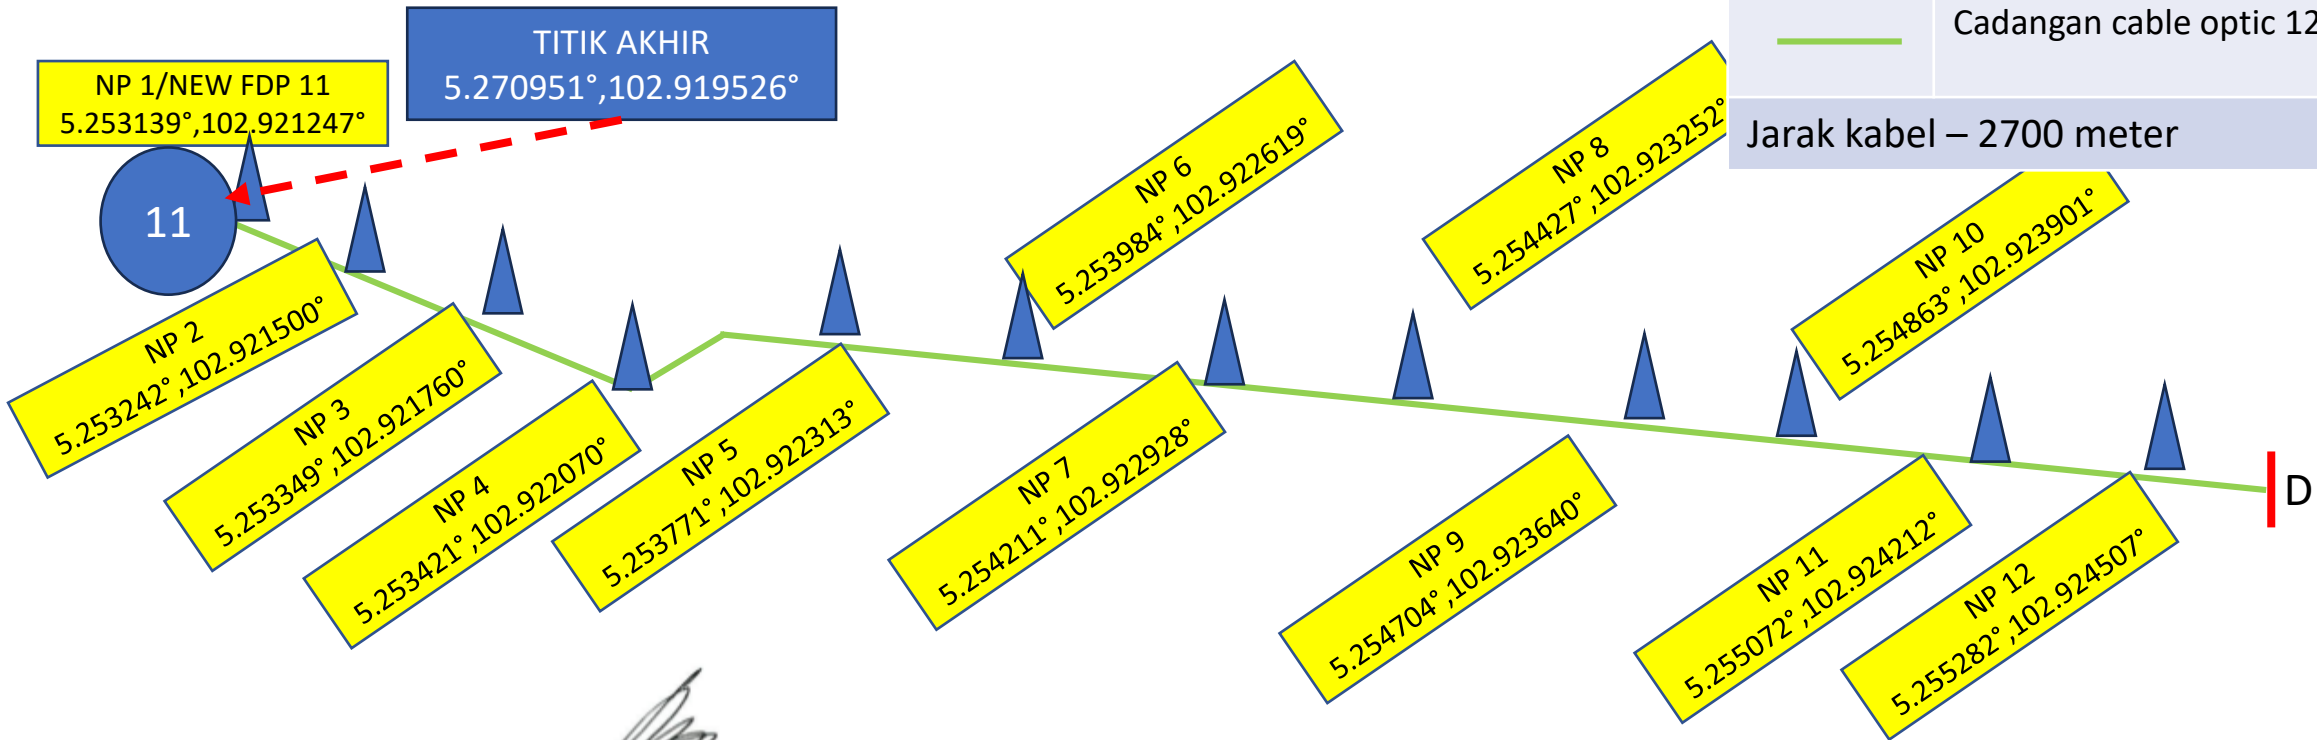 TITIK AKHIR
5.270951°,102.919526°
NP 1/NEW FDP 11
5.253139°,102.921247°
11
Cadangan cable optic 12
Jarak kabel – 2700 meter
NP 2
5.253242°,102.921500°
NP 3
5.253349°,102.921760°
NP 4
5.253421°,102.922070°
NP 5
5.253771°,102.922313°
NP 6
5.253984°,102.922619°
NP 7
5.254211°,102.922928°
NP 8
5.254427°,102.923252°
NP 9
5.254704°,102.923640°
NP 10
5.254863°,102.923901°
NP 11
5.255072°,102.924212°
NP 12
5.255282°,102.924507°
D